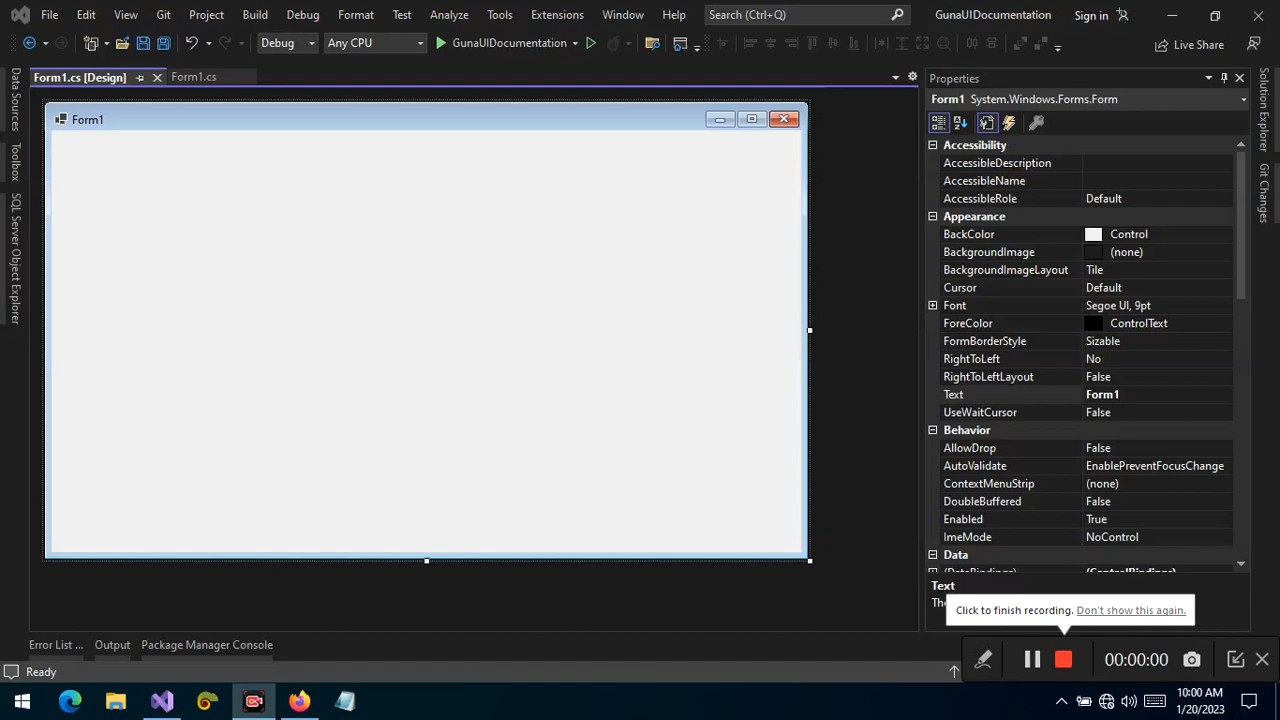 File Edit View Git Project Build Debug Format Test Analyze Tools Extensions Window Help Search (Ctrl+Q) GunaUIDocumentation Sign in
Debug Any CPU GunaUIDocumentation Live Share
Form1.cs [Design] Form1.cs
Data Sources
Toolbox
SQL Server Object Explorer
Form1
Properties
Form1 System.Windows.Forms.Form
Accessibility
AccessibleDescription
AccessibleName
AccessibleRole Default
Appearance
BackColor Control
BackgroundImage (none)
BackgroundImageLayout Tile
Cursor Default
Font Segoe UI, 9pt
ForeColor ControlText
FormBorderStyle Sizable
RightToLeft No
RightToLeftLayout False
Text Form1
UseWaitCursor False
Behavior
AllowDrop False
AutoValidate EnablePreventFocusChange
ContextMenuStrip (none)
DoubleBuffered False
Enabled True
ImeMode NoControl
Data
(DataBindings) (ControlBindings)
Text
Click to finish recording. Don't show this again.
Solution Explorer
Git Changes
Error List ... Output Package Manager Console
00:00:00
Ready
10:00 AM
1/20/2023